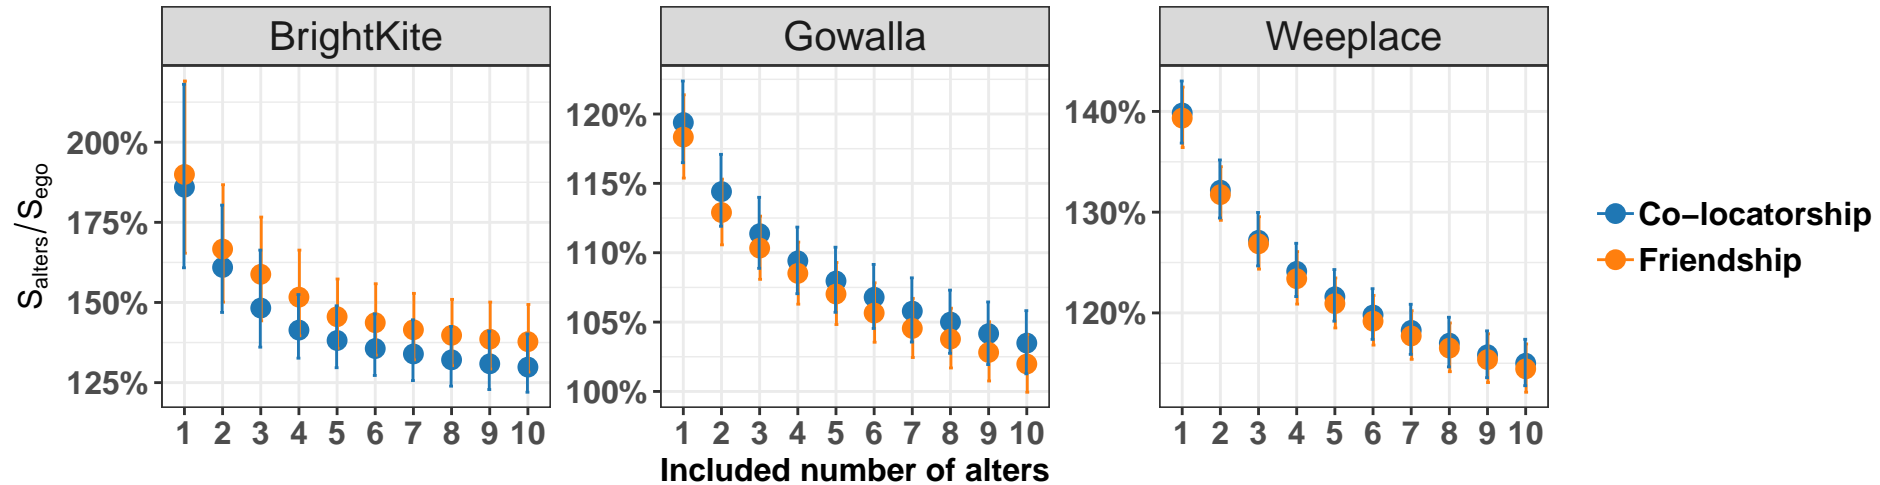 BrightKite
Gowalla
Weeplace
S_alters/S_ego
200%
175%
150%
125%
1 2 3 4 5 6 7 8 9 10
120%
115%
110%
105%
100%
1 2 3 4 5 6 7 8 9 10
140%
130%
120%
1 2 3 4 5 6 7 8 9 10
Included number of alters
Co−locatorship
Friendship